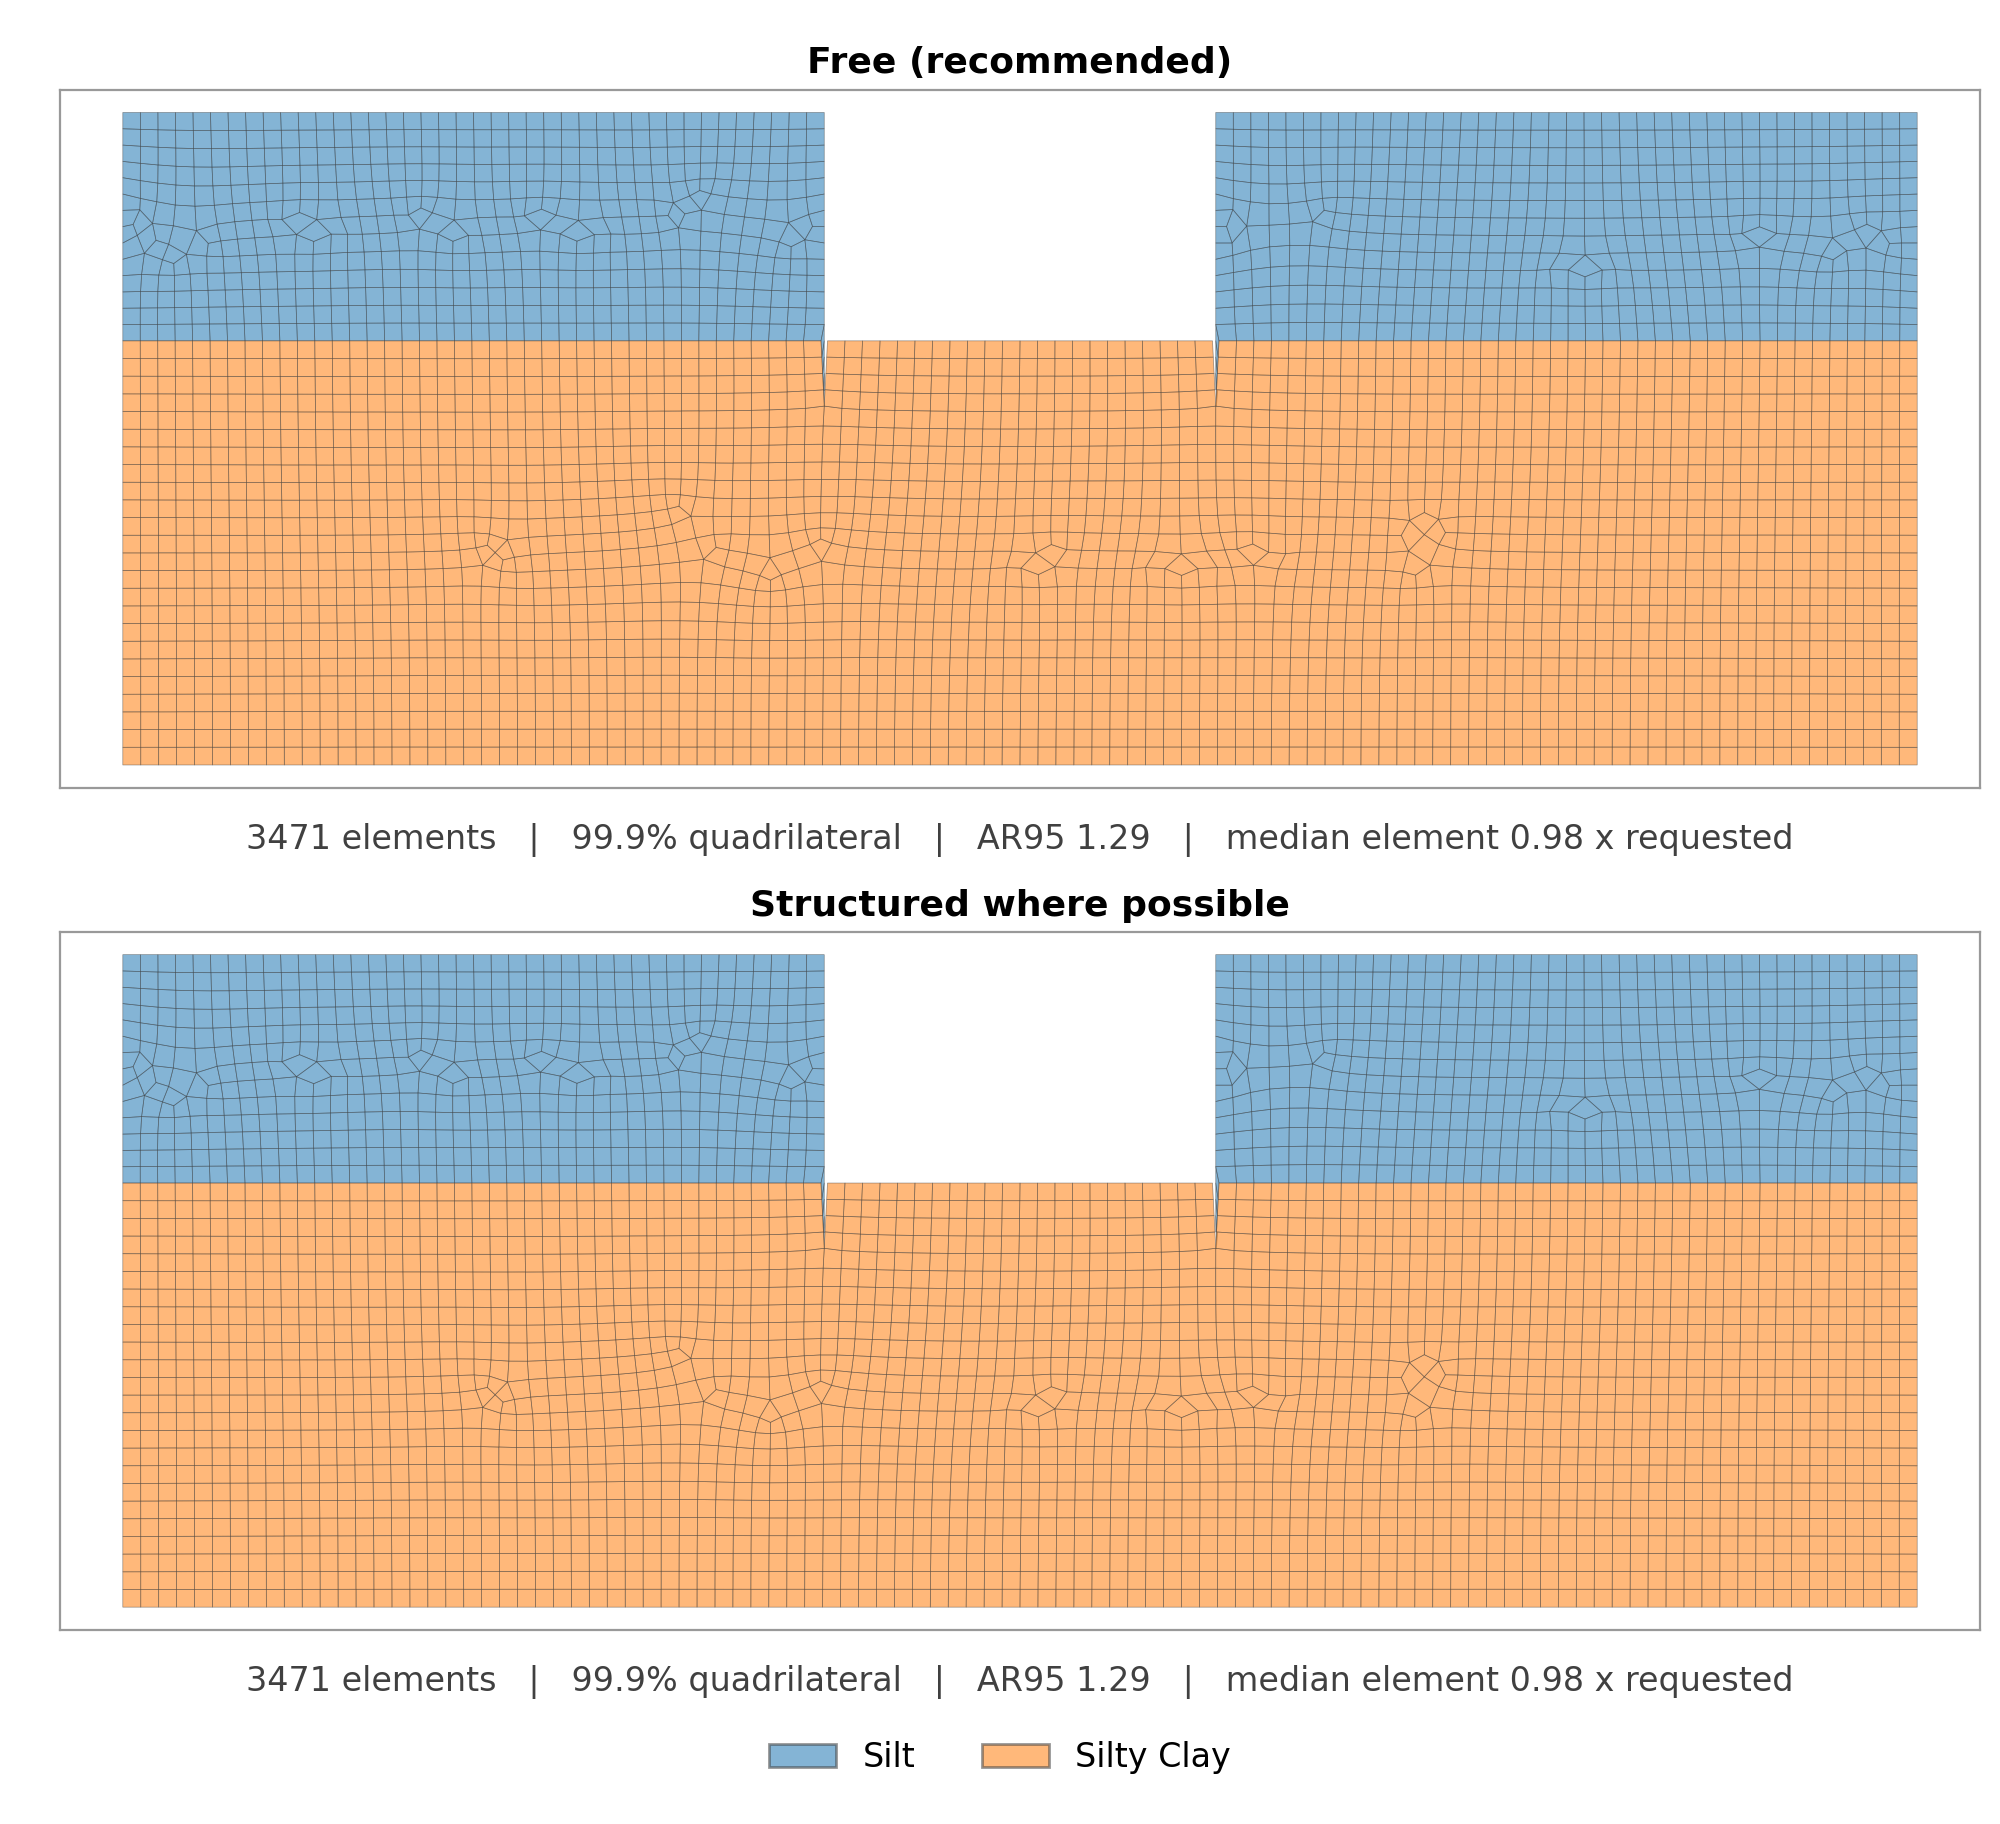 Free (recommended)
3471 elements | 99.9% quadrilateral | AR95 1.29 | median element 0.98 x requested
Structured where possible
3471 elements | 99.9% quadrilateral | AR95 1.29 | median element 0.98 x requested
Silt Silty Clay